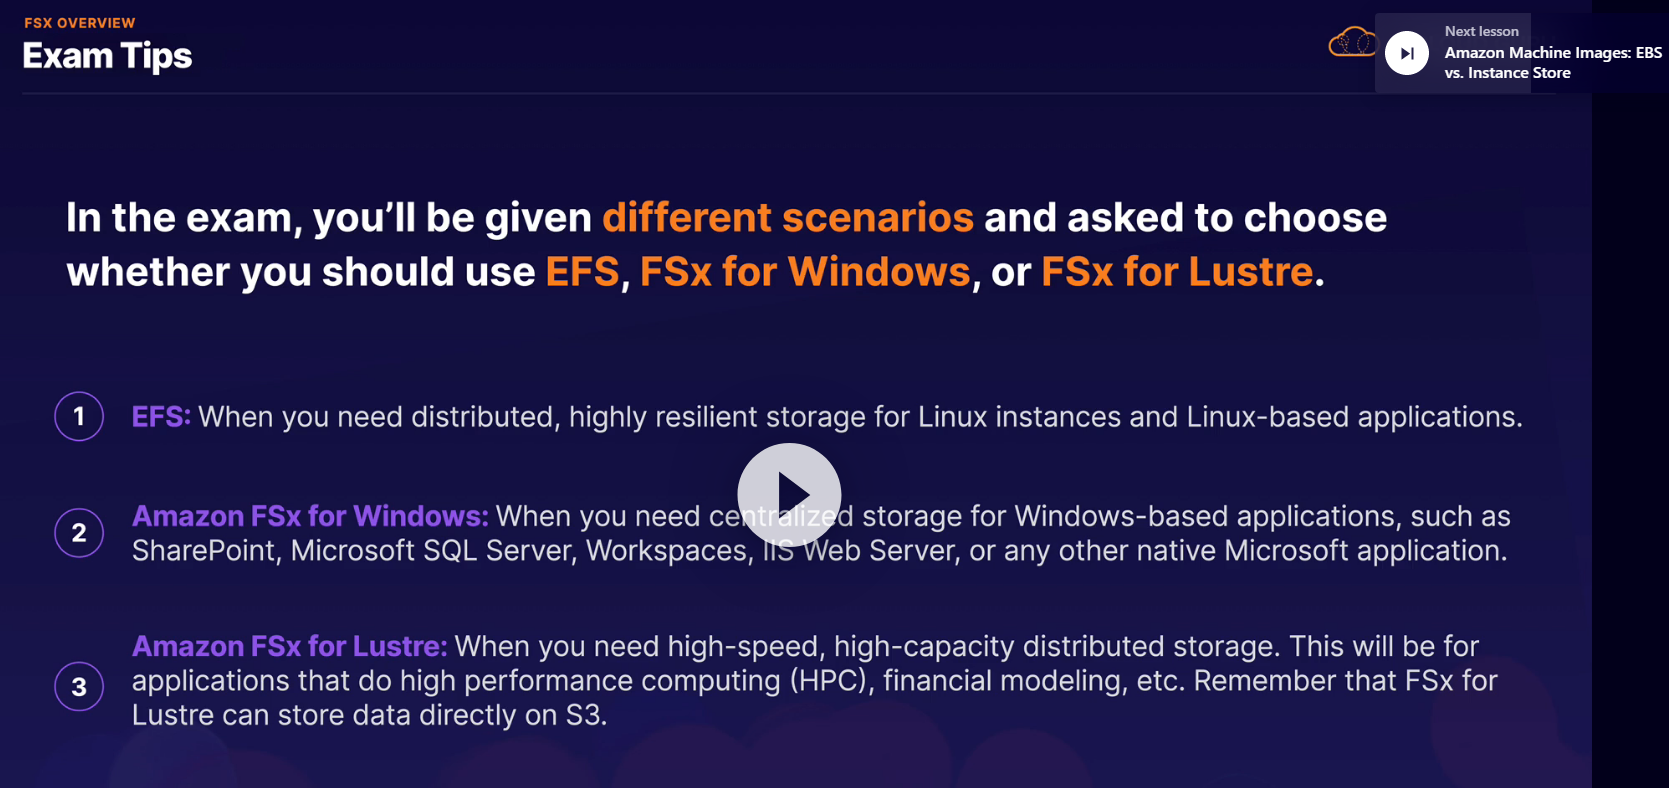 FSX OVERVIEW
Exam Tips
Next lesson
Amazon Machine Images: EBS
vs. Instance Store
In the exam, you’ll be given different scenarios and asked to choose
whether you should use EFS, FSx for Windows, or FSx for Lustre.
1
EFS: When you need distributed, highly resilient storage for Linux instances and Linux-based applications.
2
Amazon FSx for Windows: When you need centralized storage for Windows-based applications, such as
SharePoint, Microsoft SQL Server, Workspaces, IIS Web Server, or any other native Microsoft application.
3
Amazon FSx for Lustre: When you need high-speed, high-capacity distributed storage. This will be for
applications that do high performance computing (HPC), financial modeling, etc. Remember that FSx for
Lustre can store data directly on S3.